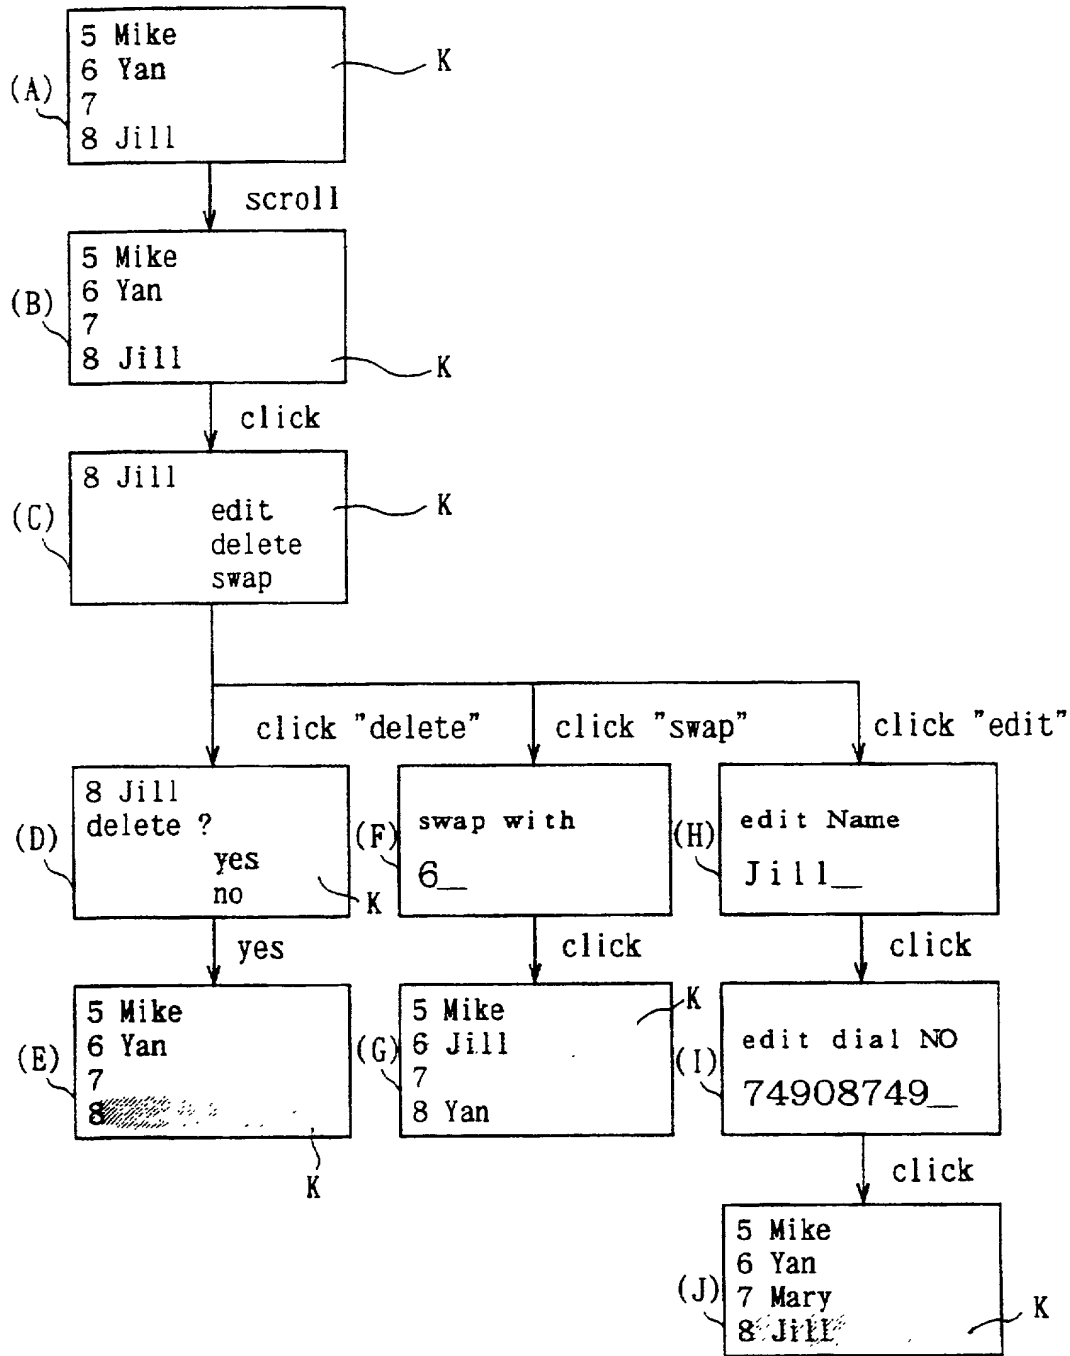 5 Mike
6 Yan
7
8 Jill
(A)
K
scroll
5 Mike
6 Yan
7
8 Jill
(B)
K
click
8 Jill
edit
delete
swap
(C)
K
click "delete"
click "swap"
click "edit"
8 Jill
delete ?
yes
no
(D)
K
swap with
6_
(F)
edit Name
Jill_
(H)
yes
click
click
5 Mike
6 Yan
7
8
(E)
K
5 Mike
6 Jill
7
8 Yan
(G)
K
edit dial NO
74908749_
(I)
click
5 Mike
6 Yan
7 Mary
8 Jill
(J)
K